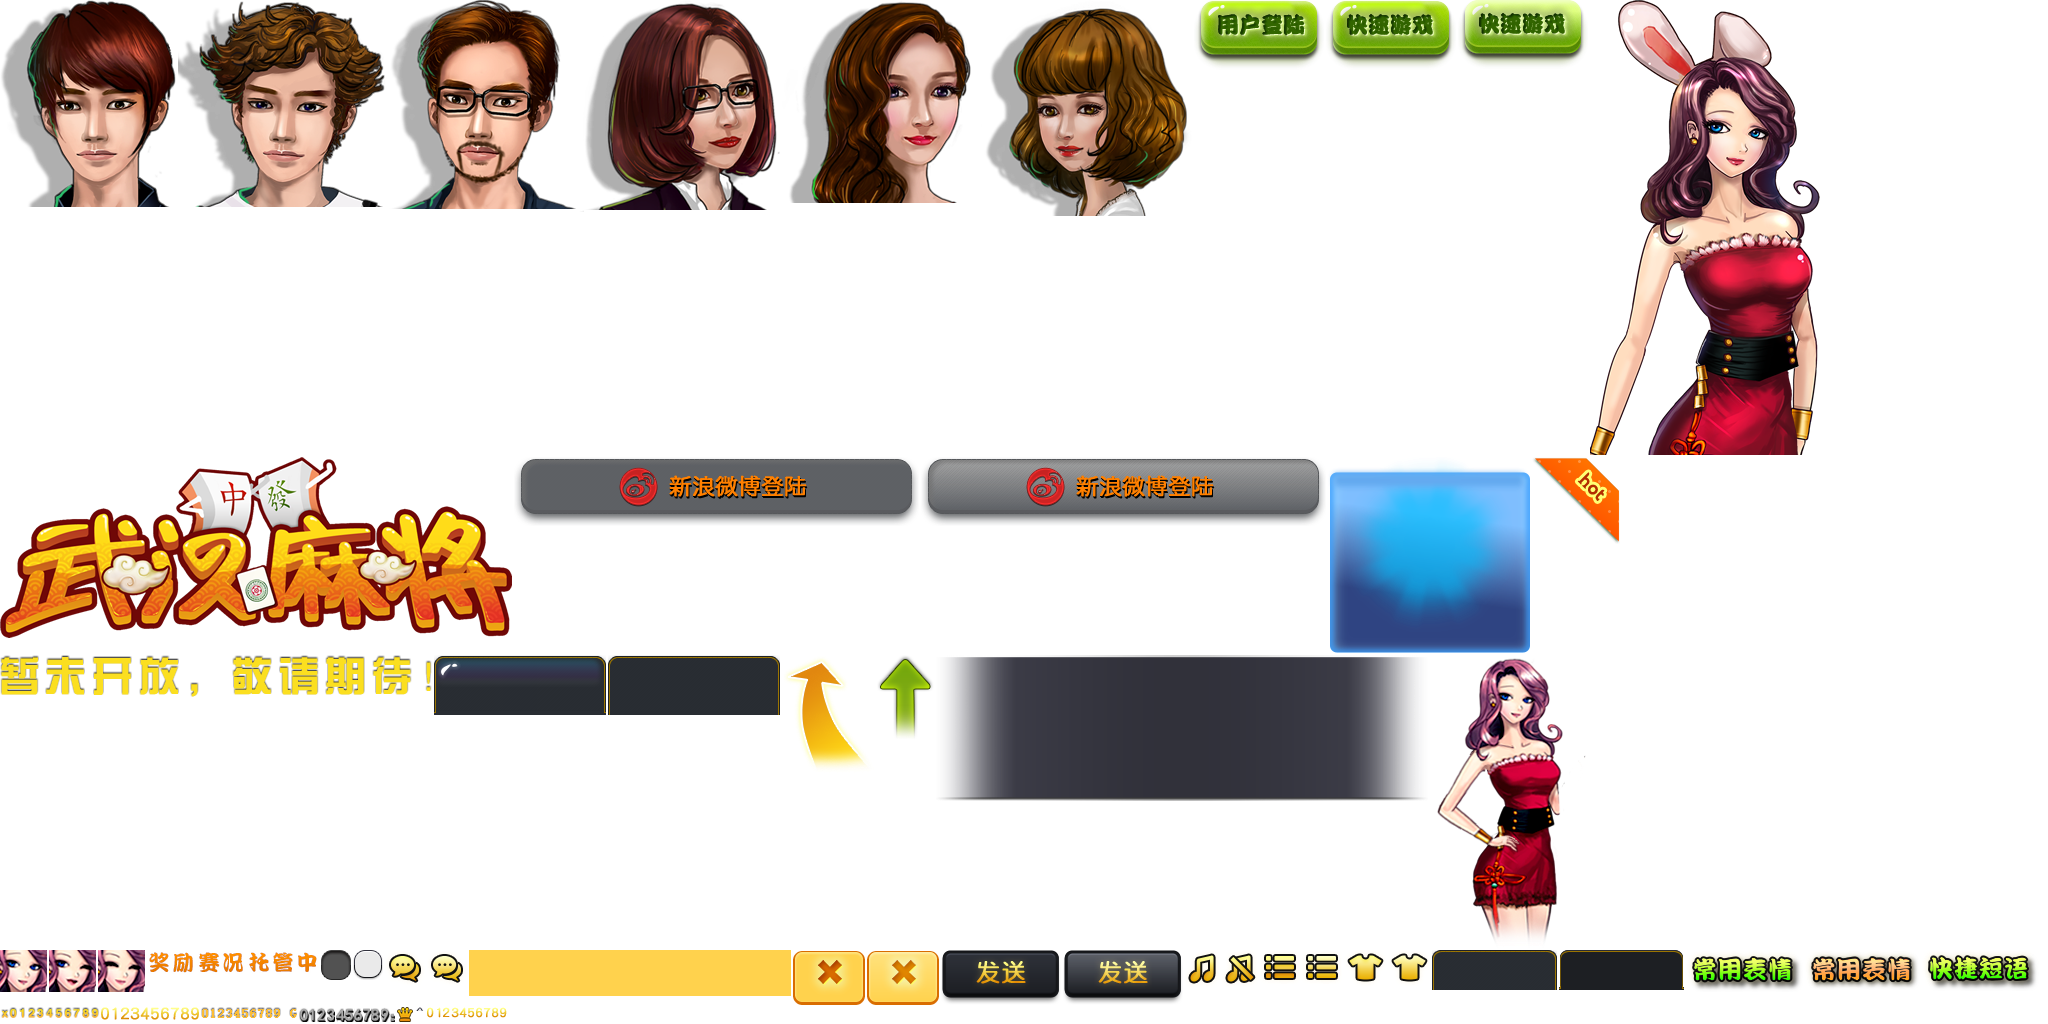 用户登陆
快速游戏
快速游戏
中
發
武汉麻将
新浪微博登陆
新浪微博登陆
hot
暂未开放，敬请期待！
奖励
赛况
托管中
发送
发送
常用表情
常用表情
快捷短语
x0123456789
0123456789
0123456789
0123456789:
0123456789